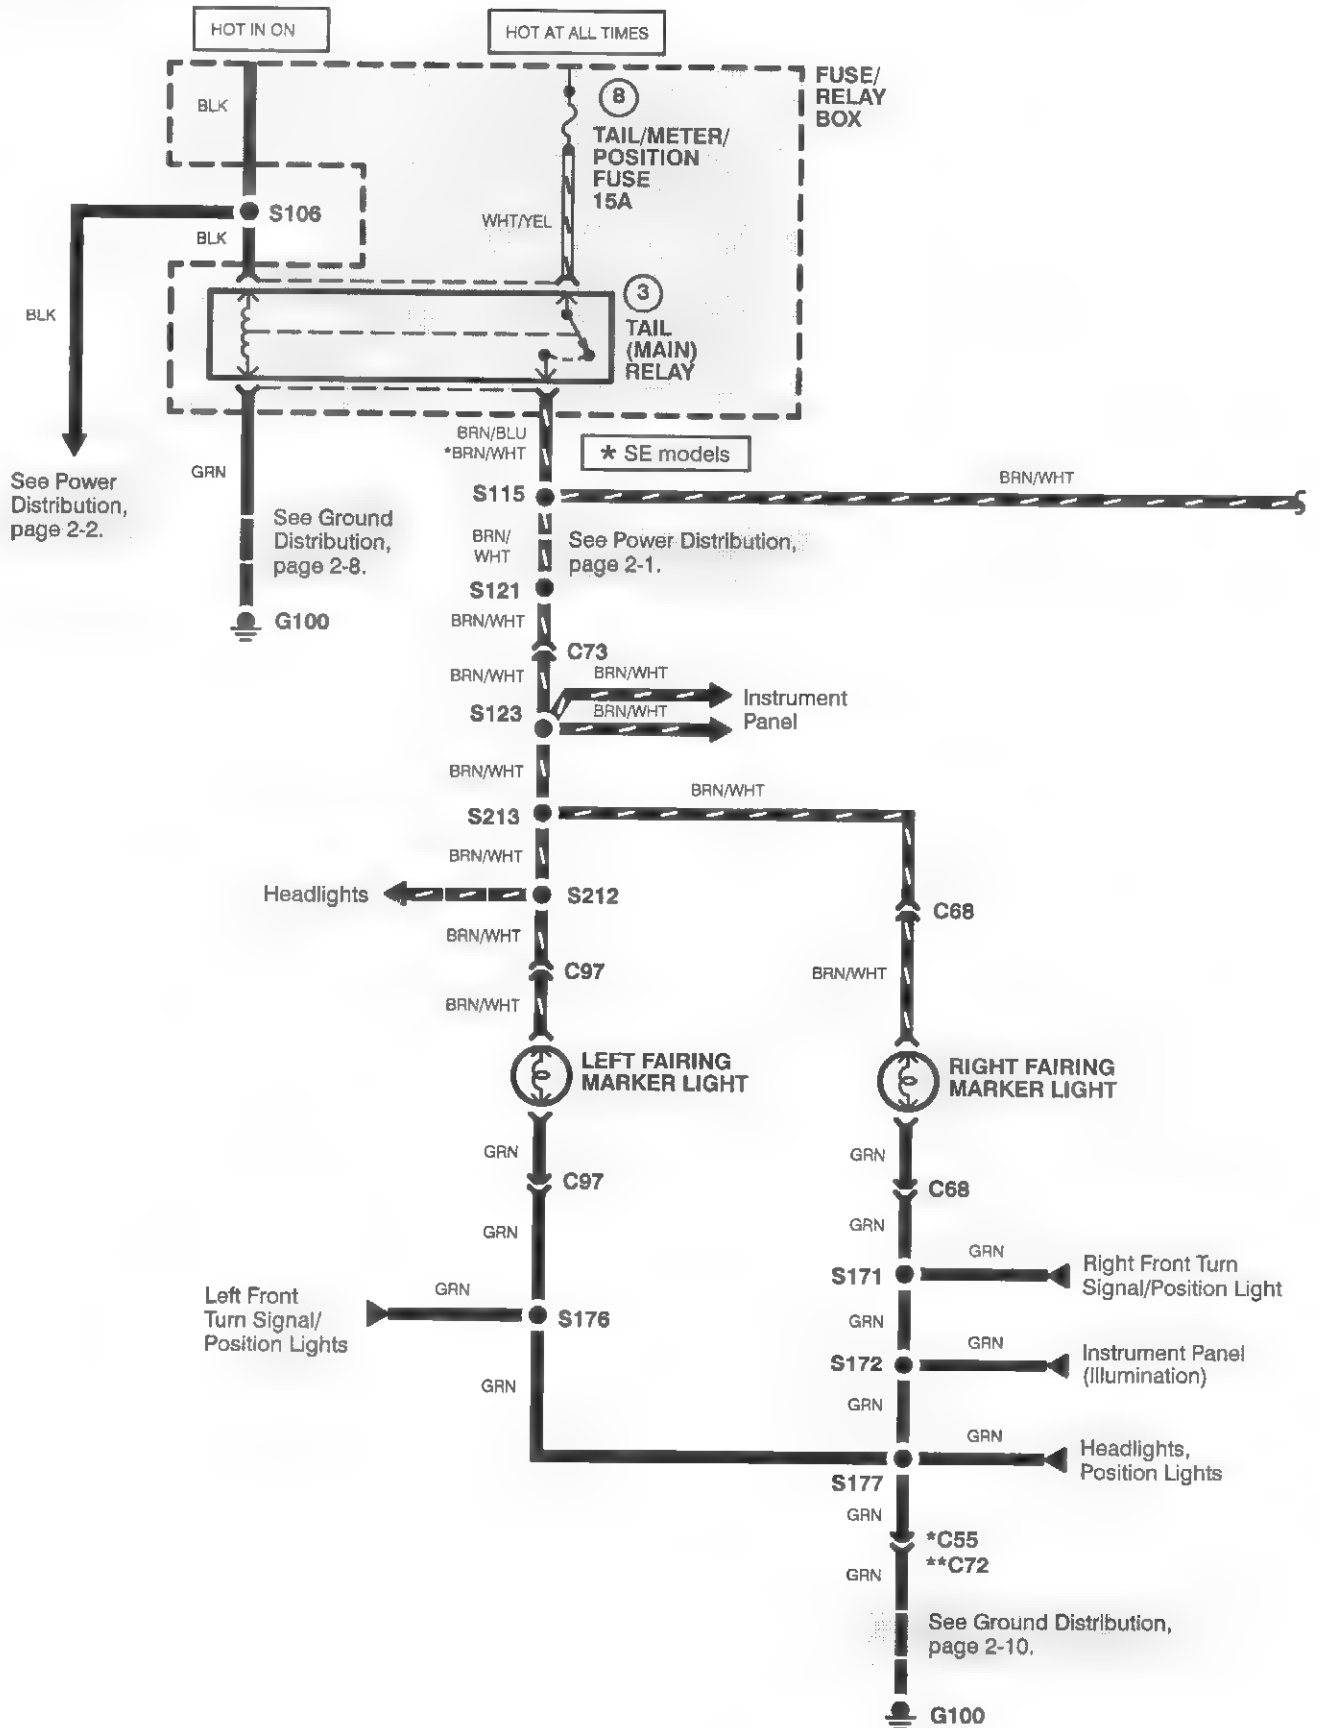 HOT IN ON
HOT AT ALL TIMES
FUSE/
RELAY
BOX
BLK
8
TAIL/METER/
POSITION
FUSE
15A
S106
WHT/YEL
BLK
BLK
3
TAIL
(MAIN)
RELAY
BRN/BLU
*BRN/WHT
* SE models
GRN
See Power
Distribution,
page 2-2.
S115
BRN/WHT
See Ground
Distribution,
page 2-8.
BRN/
WHT
See Power Distribution,
page 2-1.
S121
G100
BRN/WHT
C73
BRN/WHT
BRN/WHT
Instrument
Panel
S123
BRN/WHT
BRN/WHT
BRN/WHT
S213
BRN/WHT
Headlights
S212
C68
BRN/WHT
C97
BRN/WHT
BRN/WHT
LEFT FAIRING
MARKER LIGHT
RIGHT FAIRING
MARKER LIGHT
GRN
GRN
C97
C68
GRN
GRN
GRN
Right Front Turn
Signal/Position Light
S171
Left Front
Turn Signal/
Position Lights
GRN
S176
GRN
GRN
Instrument Panel
(Illumination)
S172
GRN
GRN
GRN
Headlights,
Position Lights
S177
GRN
*C55
**C72
GRN
See Ground Distribution,
page 2-10.
G100